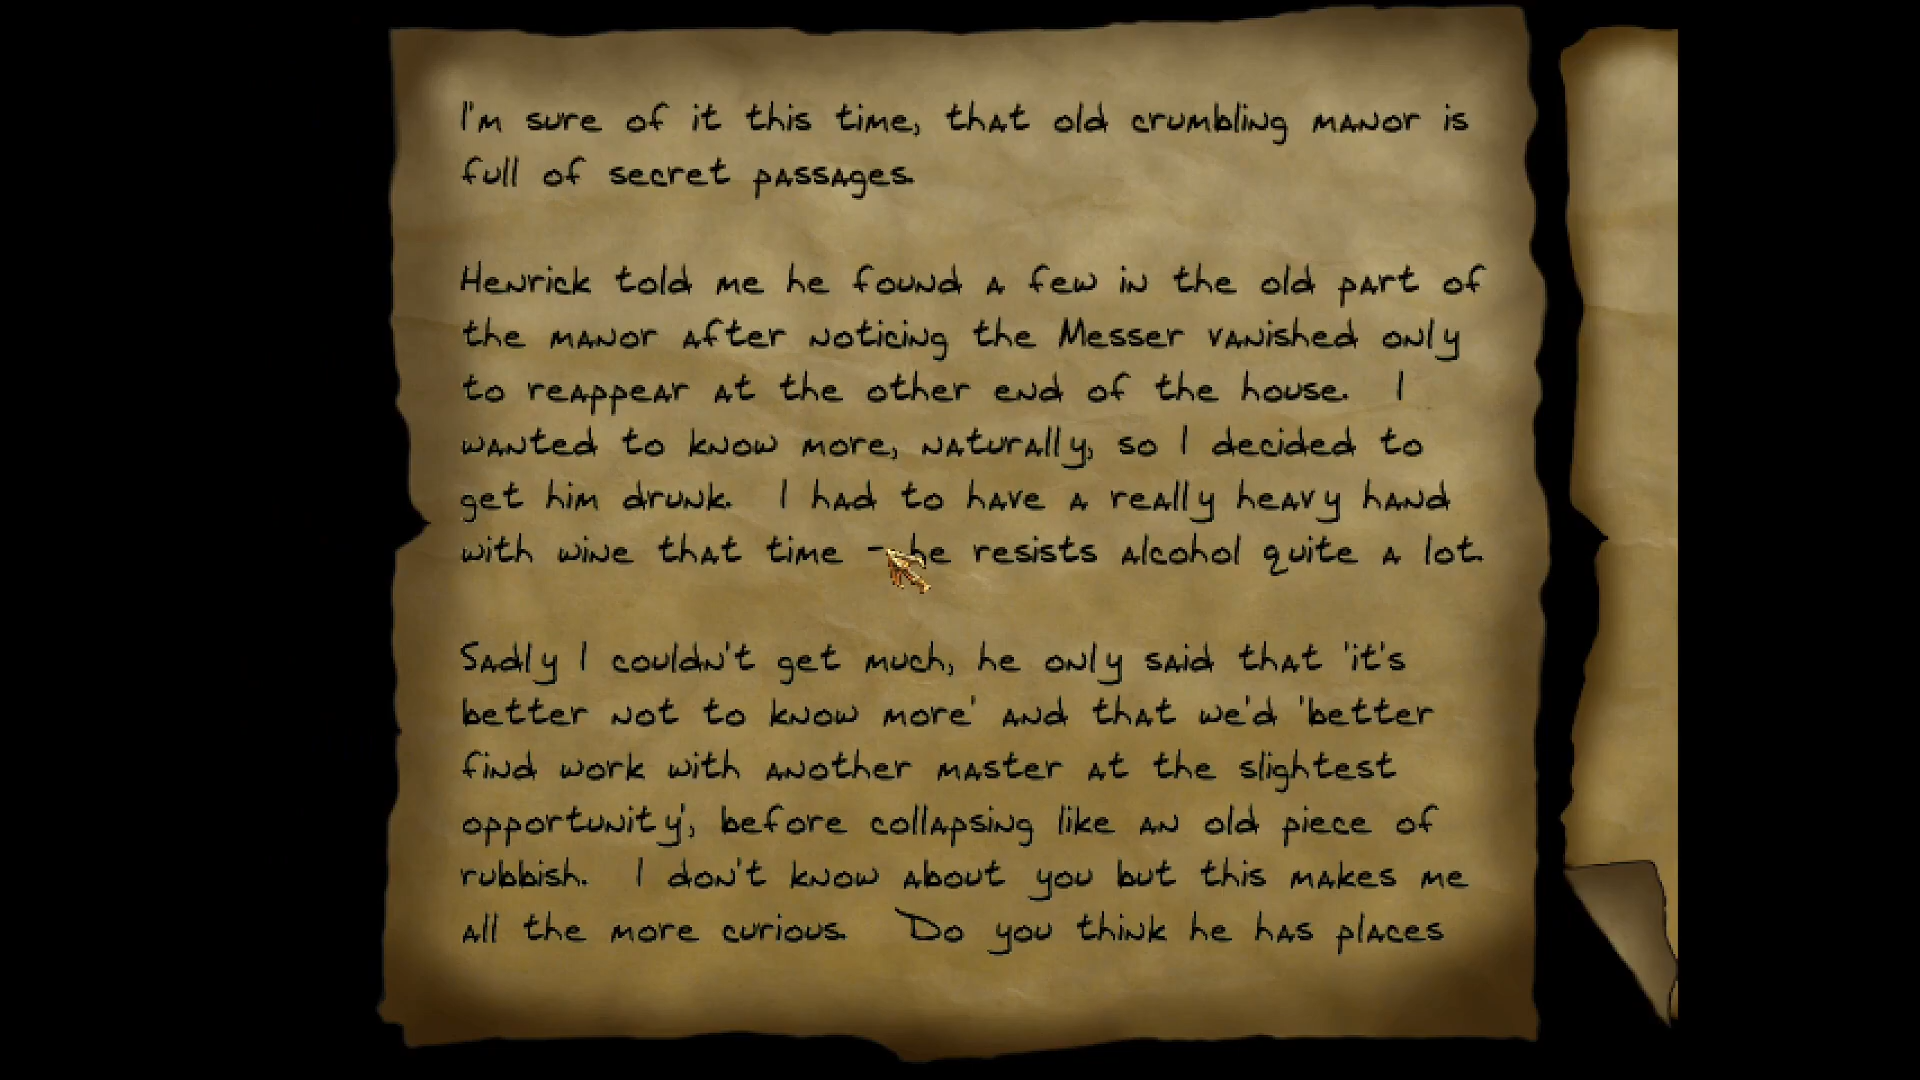 I'm sure of it this time, that old crumbling manor is
full of secret passages.
Henrick told me he found a few in the old part of
the manor after noticing the Messer vanished only
to reappear at the other end of the house. I
wanted to know more, naturally, so I decided to
get him drunk. I had to have a really heavy hand
with wine that time - he resists alcohol quite a lot.
Sadly I couldn't get much, he only said that 'it's
better not to know more' and that we'd 'better
find work with another master at the slightest
opportunity', before collapsing like an old piece of
rubbish. I don't know about you but this makes me
all the more curious. Do you think he has places